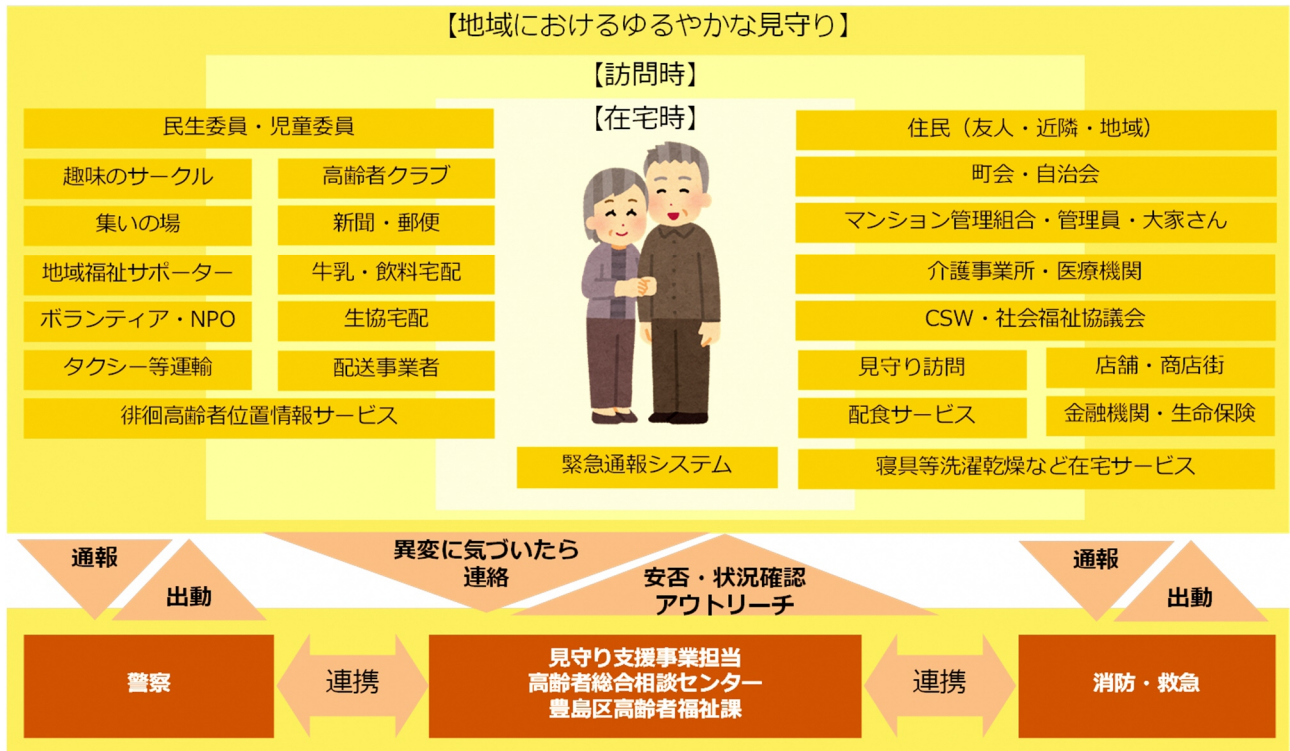 【地域におけるゆるやかな見守り】
【訪問時】
【在宅時】
民生委員・児童委員
趣味のサークル
高齢者クラブ
集いの場
新聞・郵便
地域福祉サポーター
牛乳・飲料宅配
ボランティア・NPO
生協宅配
タクシー等運輸
配送事業者
徘徊高齢者位置情報サービス
住民（友人・近隣・地域）
町会・自治会
マンション管理組合・管理員・大家さん
介護事業所・医療機関
CSW・社会福祉協議会
見守り訪問
店舗・商店街
配食サービス
金融機関・生命保険
寝具等洗濯乾燥など在宅サービス
緊急通報システム
通報
出動
異変に気づいたら
連絡
安否・状況確認
アウトリーチ
通報
出動
警察
連携
見守り支援事業担当
高齢者総合相談センター
豊島区高齢者福祉課
連携
消防・救急